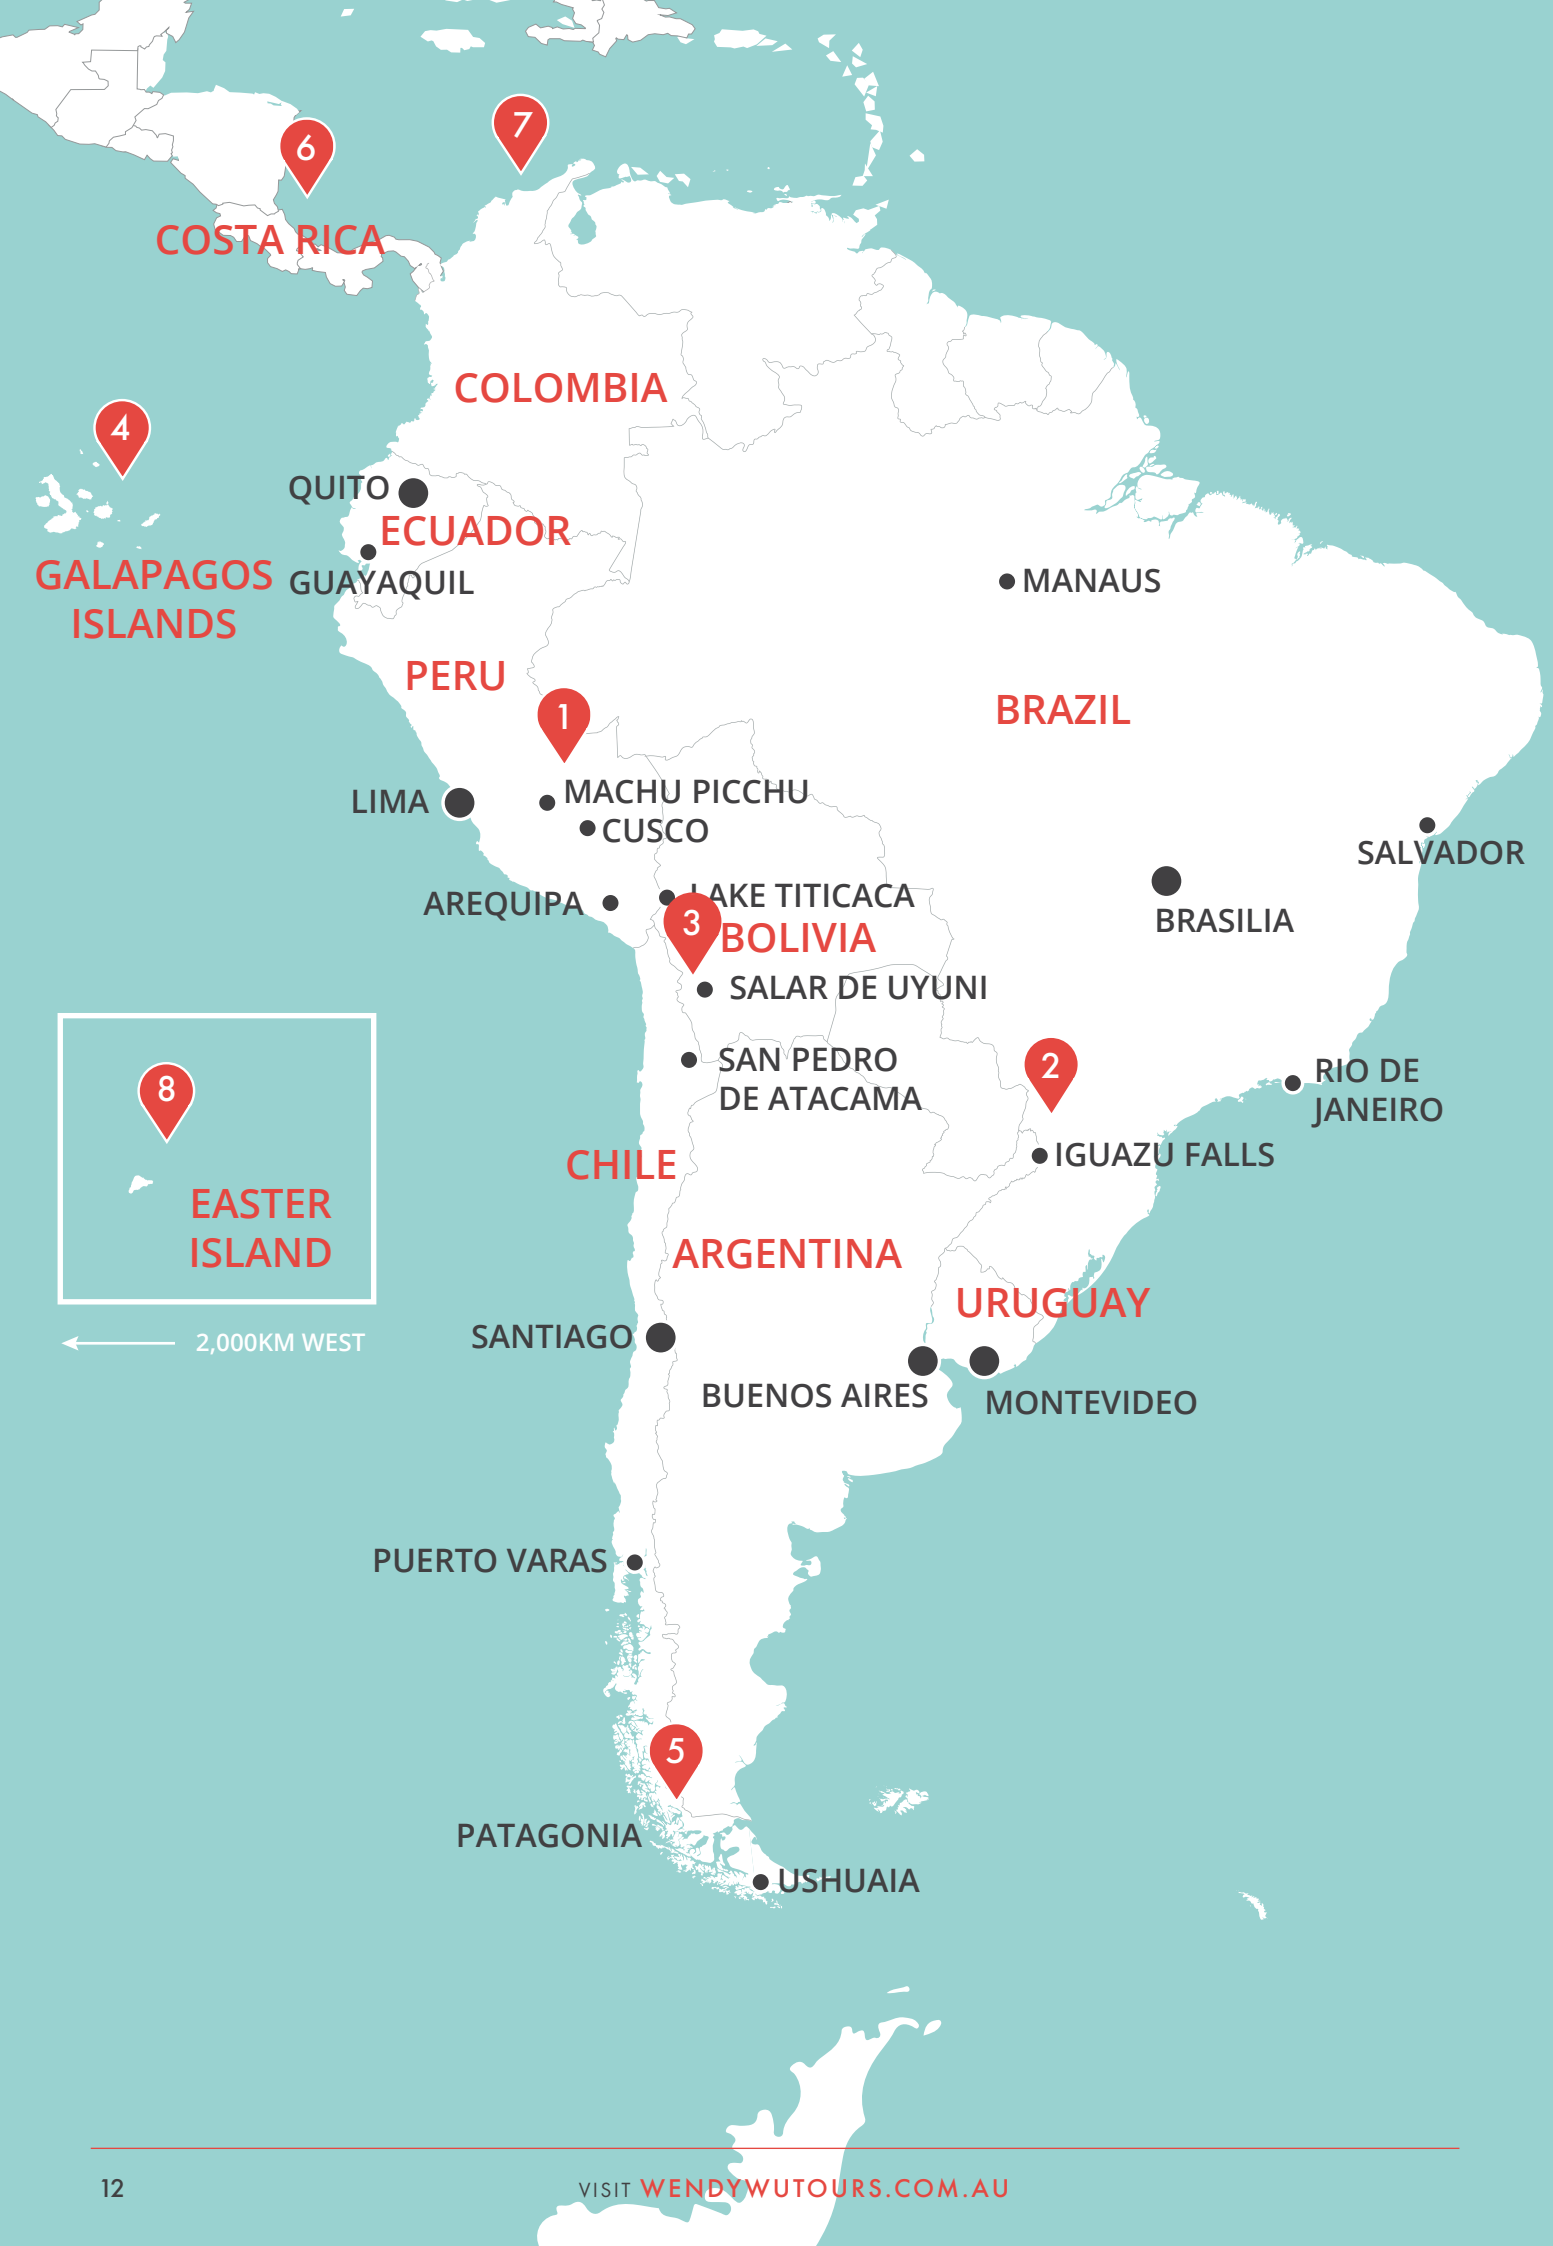 7
6
COSTA RICA
COLOMBIA
4
QUITO
ECUADOR
GUAYAQUIL
GALAPAGOS
ISLANDS
MANAUS
PERU
BRAZIL
1
MACHU PICCHU
LIMA
CUSCO
SALVADOR
AREQUIPA
LAKE TITICACA
3
BOLIVIA
BRASILIA
SALAR DE UYUNI
SAN PEDRO
DE ATACAMA
2
RIO DE
JANEIRO
8
IGUAZU FALLS
CHILE
EASTER
ISLAND
ARGENTINA
URUGUAY
2,000KM WEST
SANTIAGO
BUENOS AIRES
MONTEVIDEO
PUERTO VARAS
5
PATAGONIA
USHUAIA
12
VISIT WENDYWUTOURS.COM.AU